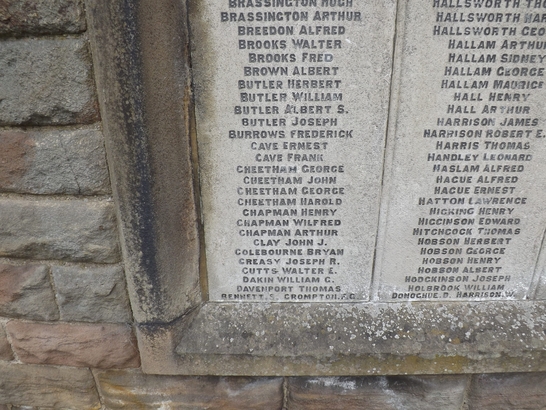 BRASSINGTON HUGH
BRASSINGTON ARTHUR
BREEDON ALFRED
BROOKS WALTER
BROOKS FRED
BROWN ALBERT
BUTLER HERBERT
BUTLER WILLIAM
BUTLER ALBERT S.
BUTLER JOSEPH
BURROWS FREDERICK
CAVE ERNEST
CAVE FRANK
CHEETHAM GEORGE
CHEETHAM JOHN
CHEETHAM GEORGE
CHEETHAM HAROLD
CHAPMAN HENRY
CHAPMAN WILFRED
CHAPMAN ARTHUR
CLAY JOHN J.
COLEBOURNE BRYAN
CREASY JOSEPH R.
CUTTS WALTER E.
DAKIN WILLIAM C.
DAVENPORT THOMAS
BENNETT. S. CROMPTON. F. C.
HALLSWORTH THO
HALLSWORTH HAR
HALLSWORTH GEO
HALLAM ARTHU
HALLAM SIDNEY
HALLAM GEORGE
HALLAM MAURICE
HALL HENRY
HALL ARTHUR
HARRISON JAMES
HARRISON ROBERT E.
HARRIS THOMAS
HANDLEY LEONARD
HASLAM ALFRED
HAGUE ALFRED
HAGUE ERNEST
HATTON LAWRENCE
HICKING HENRY
HIGGINSON EDWARD
HITCHCOCK THOMAS
HOBSON HERBERT
HOBSON GEORGE
HOBSON HENRY
HOBSON ALBERT
HODGKINSON JOSEPH
HOLBROOK WILLIAM
DONOGHUE. D. HARRISON. W.